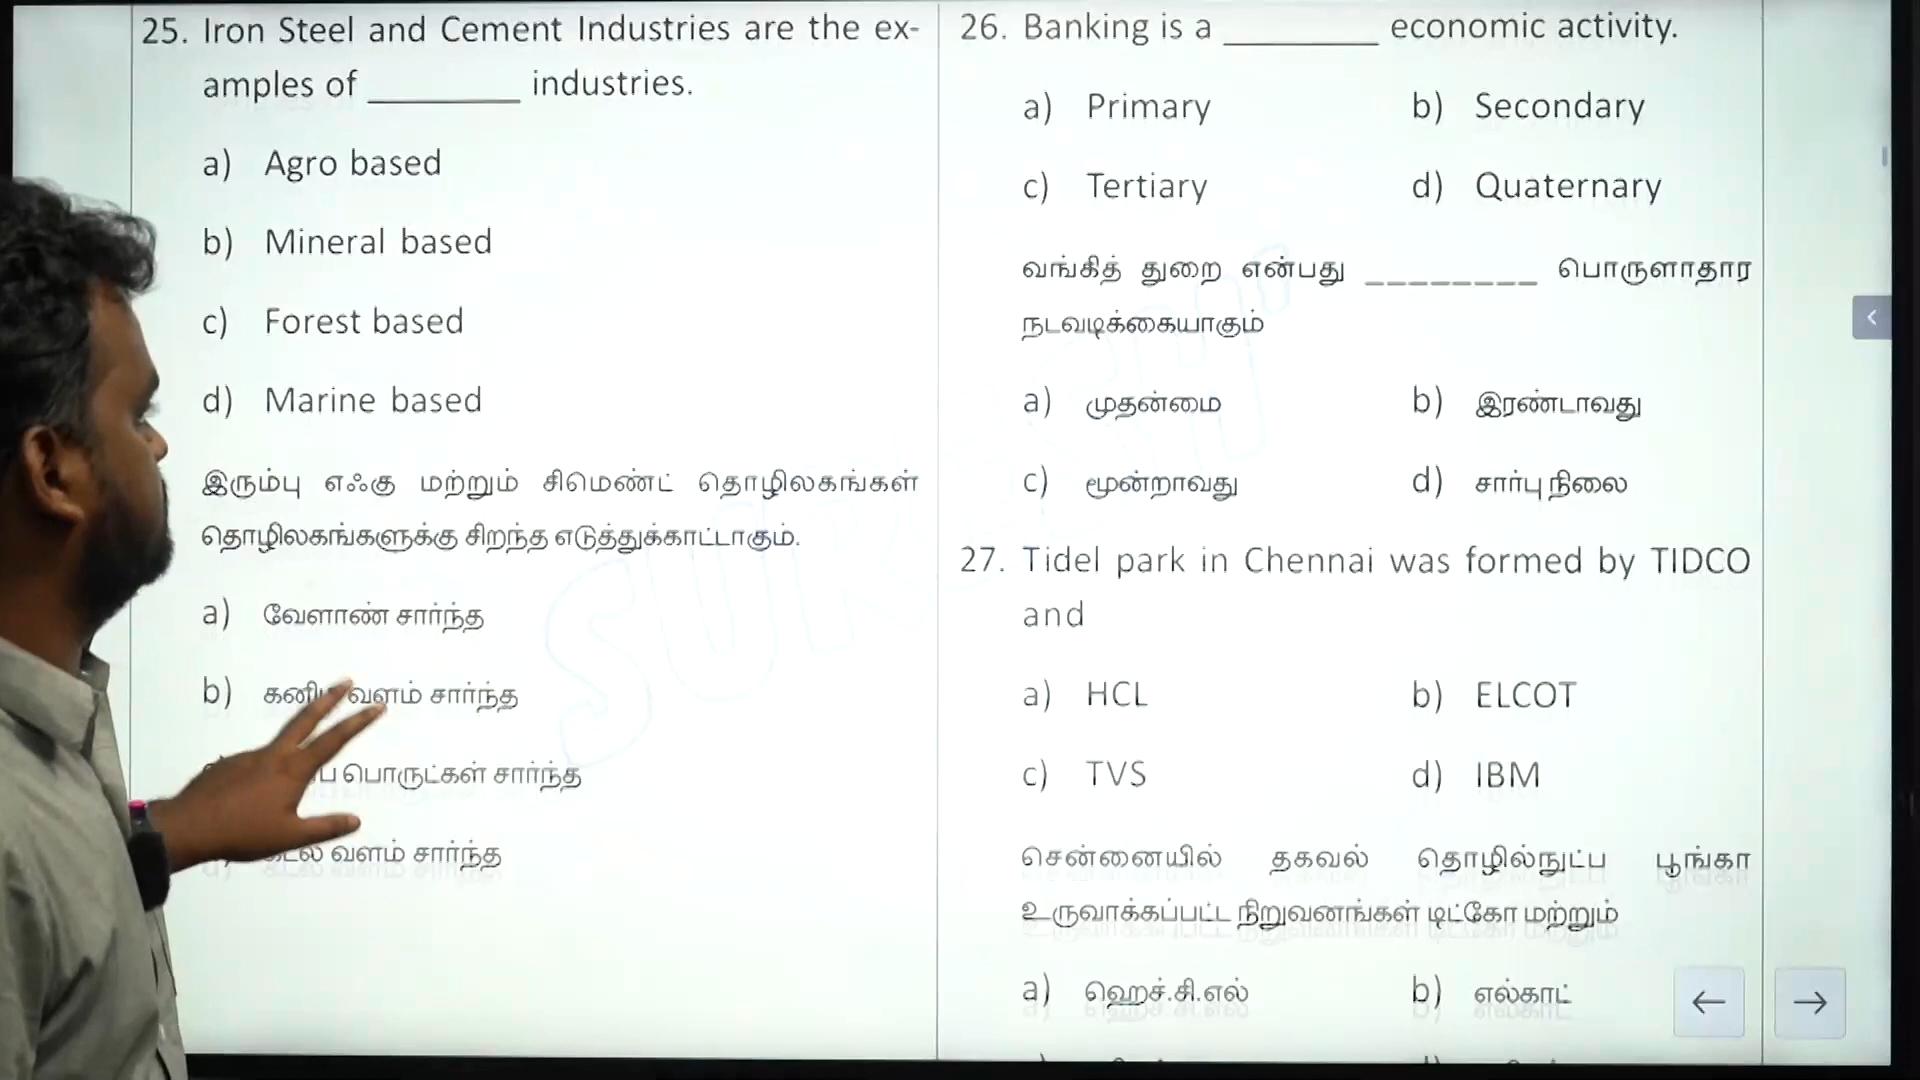 25. Iron Steel and Cement Industries are the ex-
amples of ________ industries.
a) Agro based
b) Mineral based
c) Forest based
d) Marine based
இரும்பு எஃகு மற்றும் சிமெண்ட் தொழிலகங்கள்
தொழிலகங்களுக்கு சிறந்த எடுத்துக்காட்டாகும்.
a) வேளாண் சார்ந்த
b) வளம் சார்ந்த
பொருட்கள் சார்ந்த
வளம் சார்ந்த
26. Banking is a ________ economic activity.
a) Primary b) Secondary
c) Tertiary d) Quaternary
வங்கித் துறை என்பது ________ பொருளாதார
நடவடிக்கையாகும்
a) முதன்மை b) இரண்டாவது
c) மூன்றாவது d) சார்பு நிலை
27. Tidel park in Chennai was formed by TIDCO
and
a) HCL b) ELCOT
c) TVS d) IBM
சென்னையில் தகவல் தொழில்நுட்ப பூங்கா
உருவாக்கப்பட்ட நிறுவனங்கள் டிட்கோ மற்றும்
a) ஹெச்.சி.எல் b) எல்காட்